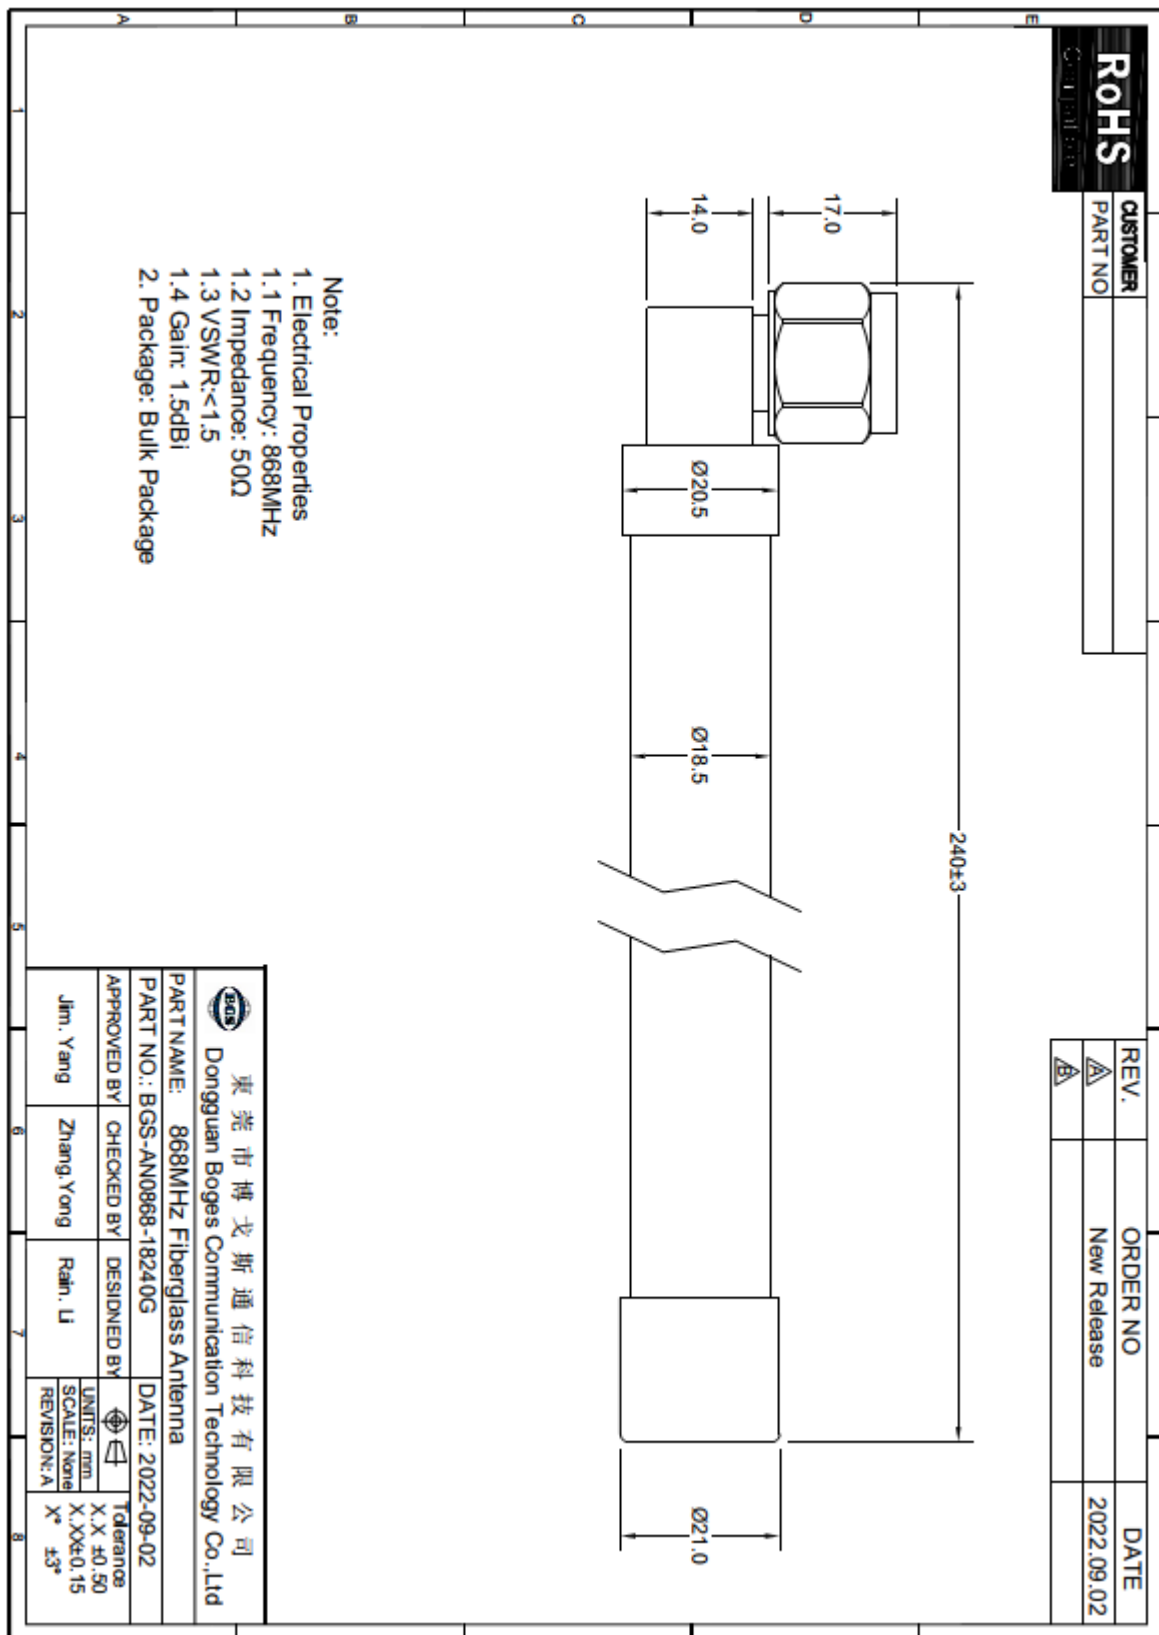 E
D
C
B
A
1
2
3
4
5
6
7
8
RoHS
CUSTOMER
PART NO
REV.
ORDER NO
DATE
A
New Release
2022.09.02
B
240±3
17.0
14.0
Ø20.5
Ø18.5
Ø21.0
Note:
1. Electrical Properties
1.1 Frequency: 868MHz
1.2 Impedance: 50Ω
1.3 VSWR:<1.5
1.4 Gain: 1.5dBi
2. Package: Bulk Package
BGS
東莞市博戈斯通信科技有限公司
Dongguan Boges Communication Technology Co.,Ltd
PART NAME: 868MHz Fiberglass Antenna
PART NO.: BGS-AN0868-18240G
DATE: 2022-09-02
APPROVED BY
CHECKED BY
DESIDNED BY
Jim. Yang
Zhang.Yong
Rain. Li
UNITS: mm
SCALE: None
REVISION: A
Tolerance
X.X ±0.50
X.XX±0.15
X° ±3°